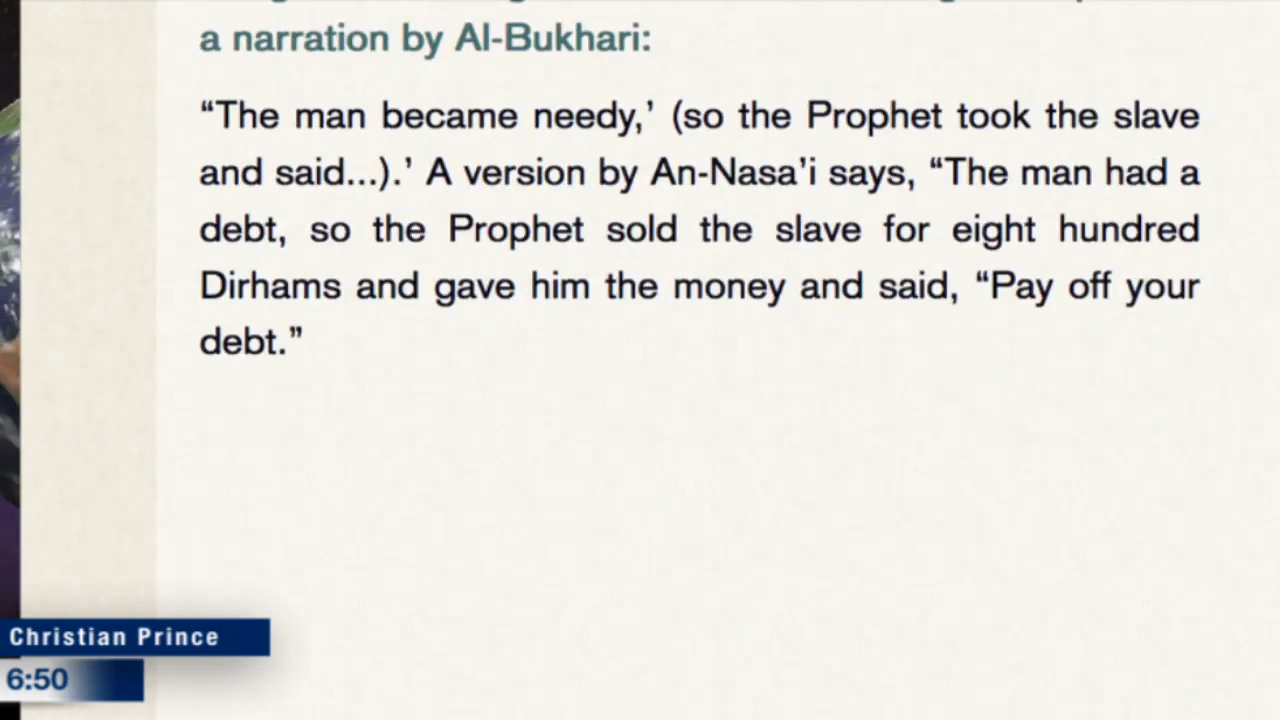 a narration by Al-Bukhari:
“The man became needy,’ (so the Prophet took the slave
and said...).’ A version by An-Nasa’i says, “The man had a
debt, so the Prophet sold the slave for eight hundred
Dirhams and gave him the money and said, “Pay off your
debt.”
Christian Prince
6:50